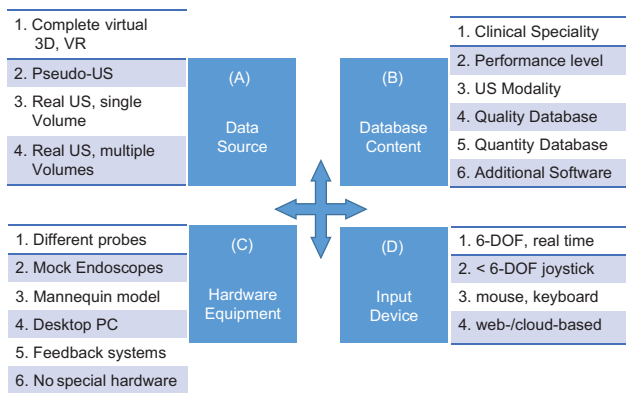 1. Complete virtual
3D, VR
2. Pseudo-US
3. Real US, single
Volume
4. Real US, multiple
Volumes
(A)
Data
Source
(B)
Database
Content
1. Clinical Speciality
2. Performance level
3. US Modality
4. Quality Database
5. Quantity Database
6. Additional Software
1. Different probes
2. Mock Endoscopes
3. Mannequin model
4. Desktop PC
5. Feedback systems
6. No special hardware
(C)
Hardware
Equipment
(D)
Input
Device
1. 6-DOF, real time
2. < 6-DOF joystick
3. mouse, keyboard
4. web-/cloud-based